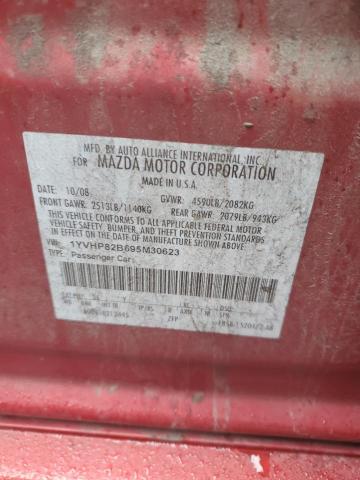 MFD. BY AUTO ALLIANCE INTERNATIONAL, INC.
FOR MAZDA MOTOR CORPORATION
MADE IN U.S.A.
DATE: 10/08 GVWR: 4590LB/2082KG
FRONT GAWR: 2513LB/1140KG REAR GAWR: 2079LB/943KG
THIS VEHICLE CONFORMS TO ALL APPLICABLE FEDERAL MOTOR
VEHICLE SAFETY, BUMPER, AND THEFT PREVENTION STANDARDS
IN EFFECT ON THE DATE OF MANUFACTURE SHOWN ABOVE.
VIN: 1YVHP82B695M30623
TYPE: Passenger Car